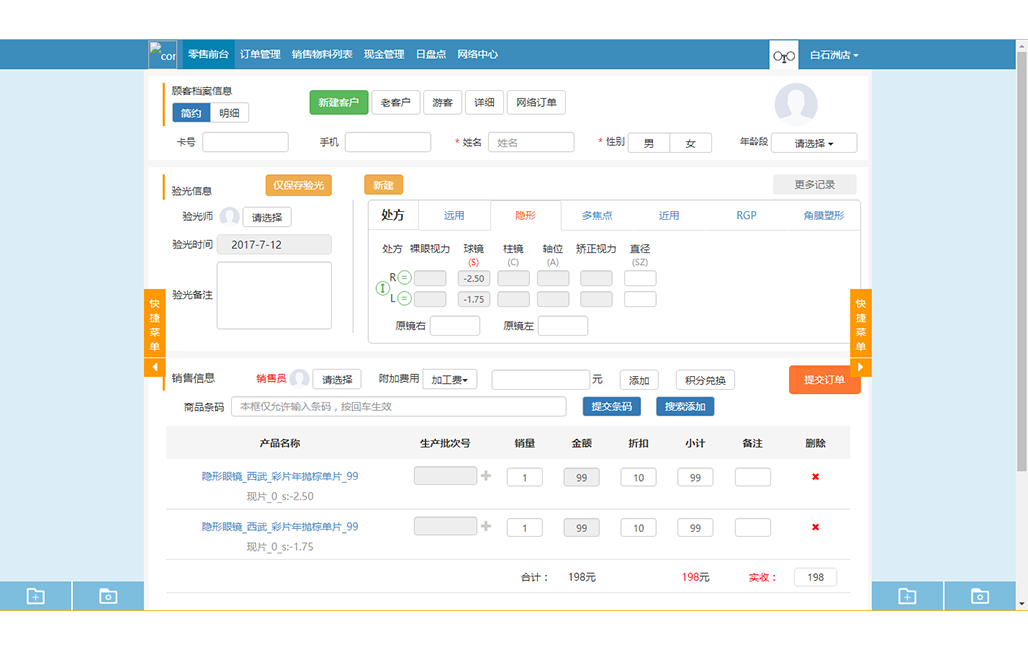 cor 零售前台 订单管理 销售物料列表 现金管理 日盘点 网络中心 白石洲店
顾客档案信息
简约 明细 新建客户 老客户 游客 详细 网络订单
卡号 手机 * 姓名 姓名 * 性别 男 女 年龄段 请选择
验光信息 仅保存验光 新建 更多记录
验光师 请选择 处方 远用 隐形 多焦点 近用 RGP 角膜塑形
验光时间 2017-7-12 处方 裸眼视力 球镜 柱镜 轴位 矫正视力 直径
(S) (C) (A) (SZ)
R = -2.50
验光备注 L = -1.75
原镜右 原镜左
快捷菜单 快捷菜单
销售信息 销售员 请选择 附加费用 加工费 元 添加 积分兑换 提交订单
商品条码 本框仅允许输入条码，按回车生效 提交条码 搜索添加
产品名称 生产批次号 销量 金额 折扣 小计 备注 删除
隐形眼镜_西武_彩片年抛棕单片_99 1 99 10 99
现片_0_s:-2.50
隐形眼镜_西武_彩片年抛棕单片_99 1 99 10 99
现片_0_s:-1.75
合计： 198元 198元 实收： 198